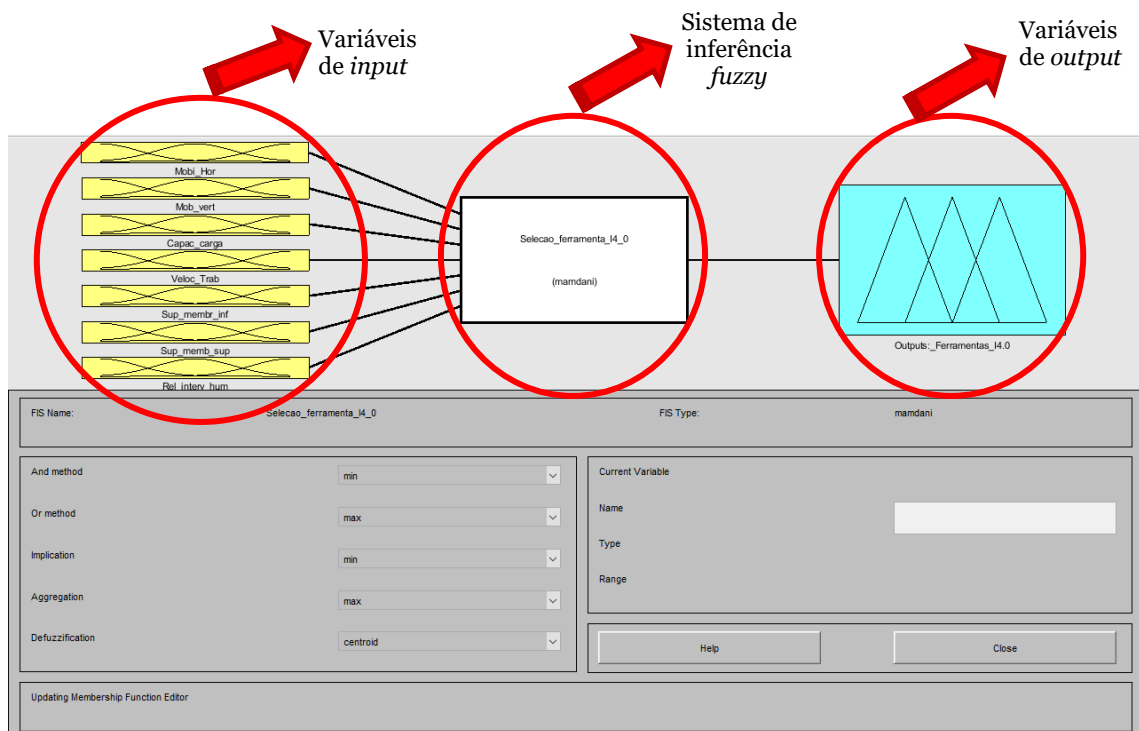 Variáveis
de input
Sistema de
inferência
fuzzy
Variáveis
de output
Mobi_Hor
Mob_vert
Capac_carga
Veloc_Trab
Sup_membr_inf
Sup_memb_sup
Rel_interv_hum
Selecao_ferramenta_I4_0
(mamdani)
Outputs:_Ferramentas_I4.0
FIS Name: Selecao_ferramenta_I4_0 FIS Type: mamdani
And method min
Or method max
Implication min
Aggregation max
Defuzzification centroid
Current Variable
Name
Type
Range
Help Close
Updating Membership Function Editor